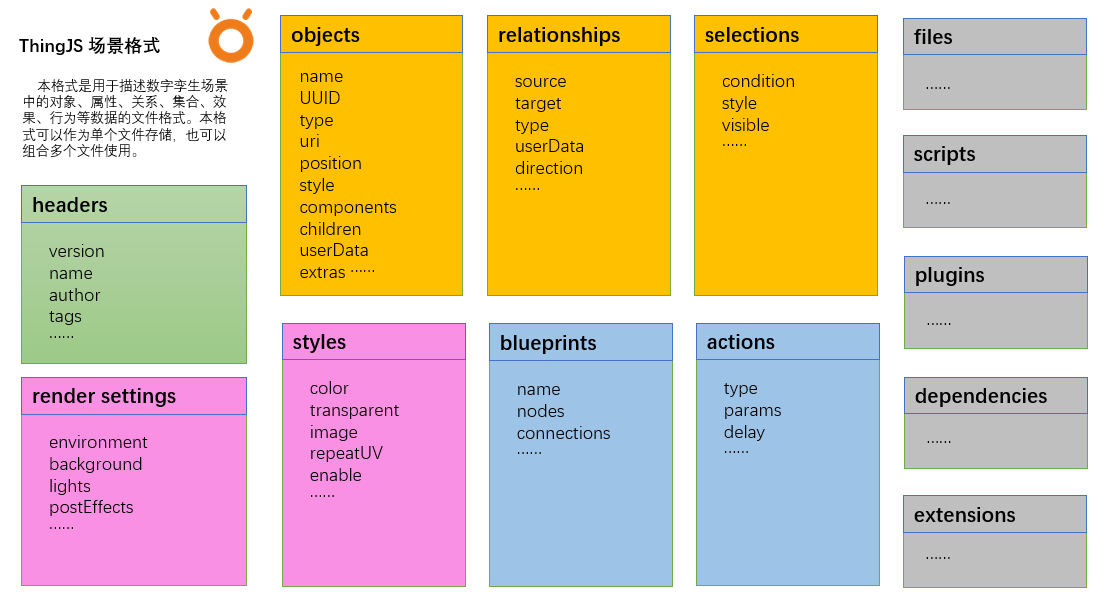 ThingJS 场景格式
本格式是用于描述数字孪生场景
中的对象、属性、关系、集合、效
果、行为等数据的文件格式。本格
式可以作为单个文件存储，也可以
组合多个文件使用。
headers
version
name
author
tags
······
render settings
environment
background
lights
postEffects
······
objects
name
UUID
type
uri
position
style
components
children
userData
extras ······
relationships
source
target
type
userData
direction
······
selections
condition
style
visible
······
styles
color
transparent
image
repeatUV
enable
······
blueprints
name
nodes
connections
······
actions
type
params
delay
······
files
······
scripts
······
plugins
······
dependencies
······
extensions
······